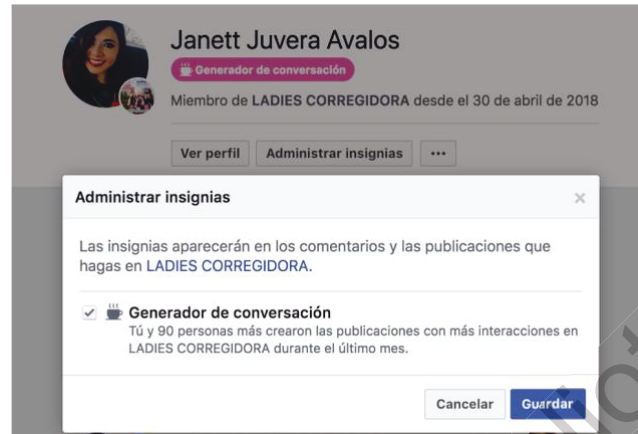 Janett Juvera Avalos
Generador de conversación
Miembro de LADIES CORREGIDORA desde el 30 de abril de 2018
Ver perfil
Administrar insignias
Administrar insignias
Las insignias aparecerán en los comentarios y las publicaciones que
hagas en LADIES CORREGIDORA.
Generador de conversación
Tú y 90 personas más crearon las publicaciones con más interacciones en
LADIES CORREGIDORA durante el último mes.
Cancelar
Guardar